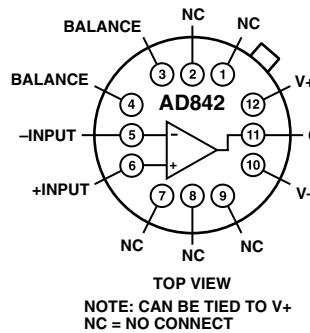 NC
NC
BALANCE
3
2
1
BALANCE
V+
4
AD842
12
–INPUT
5
–
11
+INPUT
6
+
10
V–
7
8
9
NC
NC
NC
TOP VIEW
NOTE: CAN BE TIED TO V+
NC = NO CONNECT